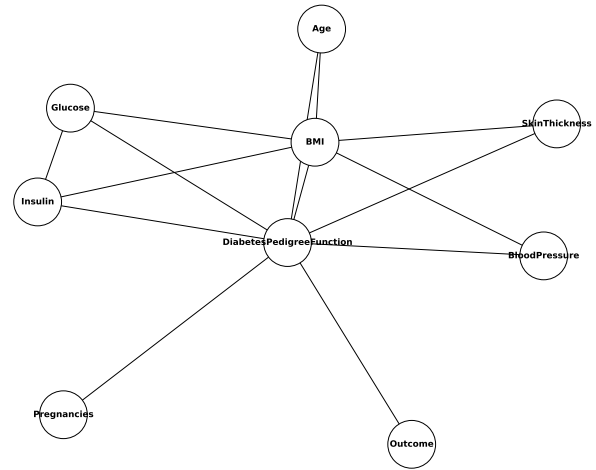 Age
Glucose
SkinThickness
BMI
Insulin
DiabetesPedigreeFunction
BloodPressure
Pregnancies
Outcome